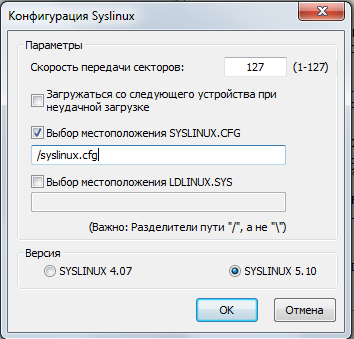 Конфигурация Syslinux
Параметры
Скорость передачи секторов: 127 (1-127)
Загружаться со следующего устройства при
неудачной загрузке
Выбор местоположения SYSLINUX.CFG
/syslinux.cfg
Выбор местоположения LDLINUX.SYS
(Важно: Разделители пути "/", а не "\")
Версия
SYSLINUX 4.07 SYSLINUX 5.10
OK Отмена